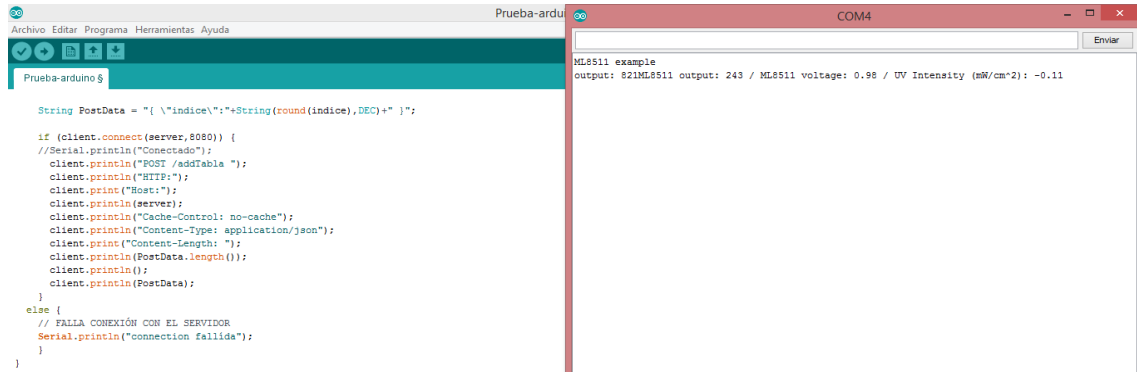 Prueba-ardui
Archivo Editar Programa Herramientas Ayuda
Prueba-arduino §
String PostData = "{ \"indice\":"+String(round(indice),DEC)+" }";
if (client.connect(server,8080)) {
//Serial.println("Conectado");
client.println("POST /addTabla ");
client.println("HTTP:");
client.print("Host:");
client.println(server);
client.println("Cache-Control: no-cache");
client.println("Content-Type: application/json");
client.print("Content-Length: ");
client.println(PostData.length());
client.println();
client.println(PostData);
}
else {
// FALLA CONEXIÓN CON EL SERVIDOR
Serial.println("connection fallída");
}
}
COM4
Enviar
ML8511 example
output: 821ML8511 output: 243 / ML8511 voltage: 0.98 / UV Intensity (mW/cm^2): -0.11